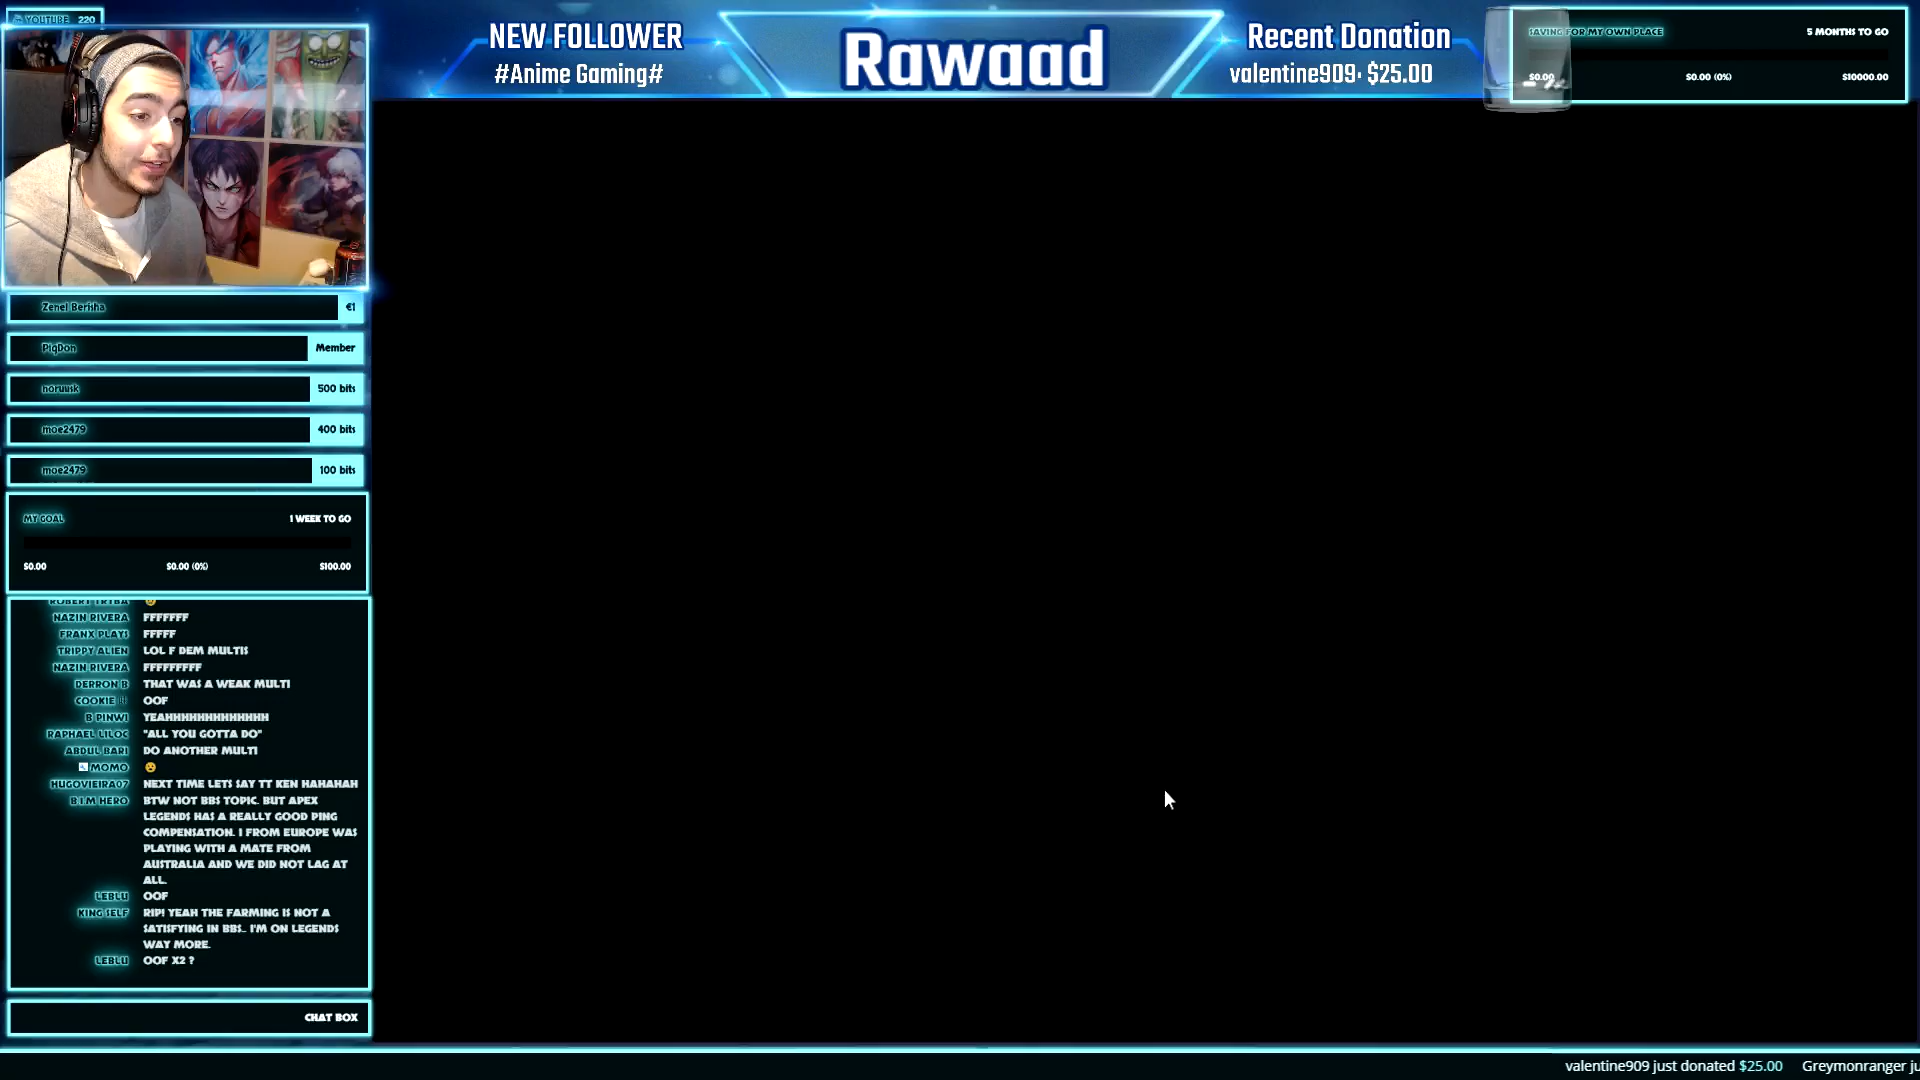 YOUTUBE 220
NEW FOLLOWER
#Anime Gaming#
Rawaad
Recent Donation
valentine909: $25.00
SAVING FOR MY OWN PLACE 5 MONTHS TO GO
$0.00 $0.00 (0%) $10000.00
Zenel Berisha €1
PiqDon Member
noruusk 500 bits
moe2479 400 bits
moe2479 100 bits
MY GOAL 1 WEEK TO GO
$0.00 $0.00 (0%) $100.00
NAZIN RIVERA FFFFFFF
FRANX PLAYS FFFFF
TRIPPY ALIEN LOL F DEM MULTIS
NAZIN RIVERA FFFFFFFFF
DERRON B THAT WAS A WEAK MULTI
COOKIE OOF
B PINWI YEAHHHHHHHHHHHHH
RAPHAEL LILOC "ALL YOU GOTTA DO"
ABDUL BARI DO ANOTHER MULTI
MOMO 😮
HUGOVIEIRA07 NEXT TIME LETS SAY TT KEN HAHAHAH
B.I.M HERO BTW NOT BBS TOPIC. BUT APEX
LEGENDS HAS A REALLY GOOD PING
COMPENSATION. I FROM EUROPE WAS
PLAYING WITH A MATE FROM
AUSTRALIA AND WE DID NOT LAG AT
ALL.
LEBLU OOF
KING SELF RIP! YEAH THE FARMING IS NOT A
SATISFYING IN BBS.. I'M ON LEGENDS
WAY MORE.
LEBLU OOF X2 ?
CHAT BOX
valentine909 just donated $25.00 Greymonranger ju